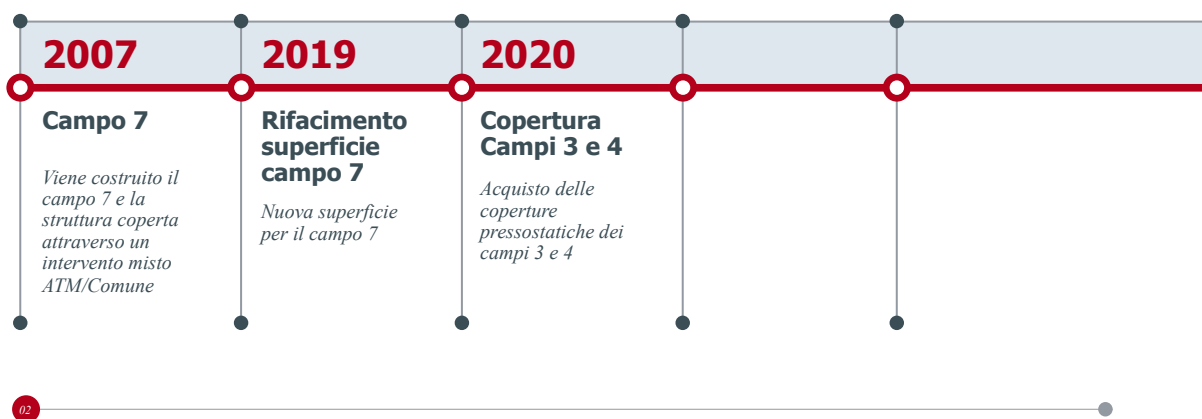 2007
Campo 7
Viene costruito il
campo 7 e la
struttura coperta
attraverso un
intervento misto
ATM/Comune
2019
Rifacimento
superficie
campo 7
Nuova superficie
per il campo 7
2020
Copertura
Campi 3 e 4
Acquisto delle
coperture
pressostatiche dei
campi 3 e 4
02